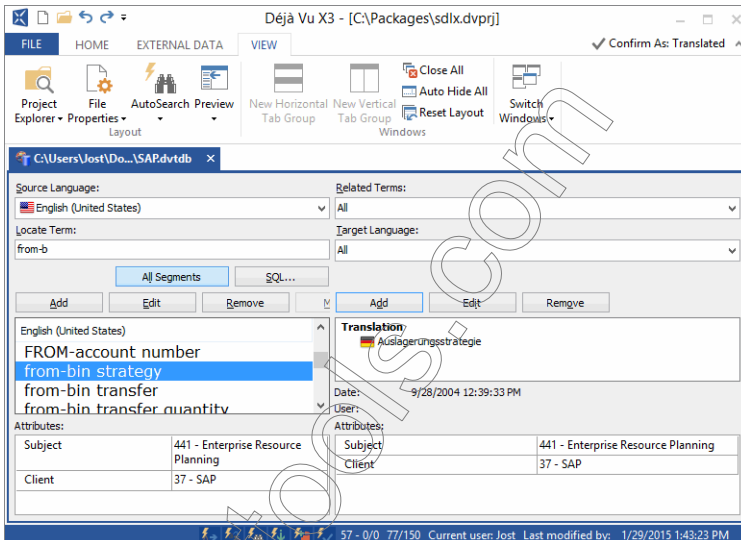 Déjà Vu X3 - [C:\Packages\sdlx.dvprj]
FILE HOME EXTERNAL DATA VIEW Confirm As: Translated
Project Explorer File Properties AutoSearch Preview
Layout
New Horizontal Tab Group New Vertical Tab Group Close All Auto Hide All Reset Layout Switch Windows
Windows
C:\Users\Jost\Do...\SAP.dvtdb ×
Source Language: Related Terms:
English (United States) All
Locate Term: Target Language:
from-b All
All Segments SQL...
Add Edit Remove M Add Edit Remove
English (United States)
FROM-account number
from-bin strategy
from-bin transfer
from-bin transfer quantity
Translation
Auslagerungsstrategie
Date: 9/28/2004 12:39:33 PM
User:
Attributes: Attributes:
Subject 441 - Enterprise Resource Planning
Client 37 - SAP
Subject 441 - Enterprise Resource Planning
Client 37 - SAP
57 - 0/0 77/150 Current user: Jost Last modified by: 1/29/2015 1:43:23 PM
tools.com